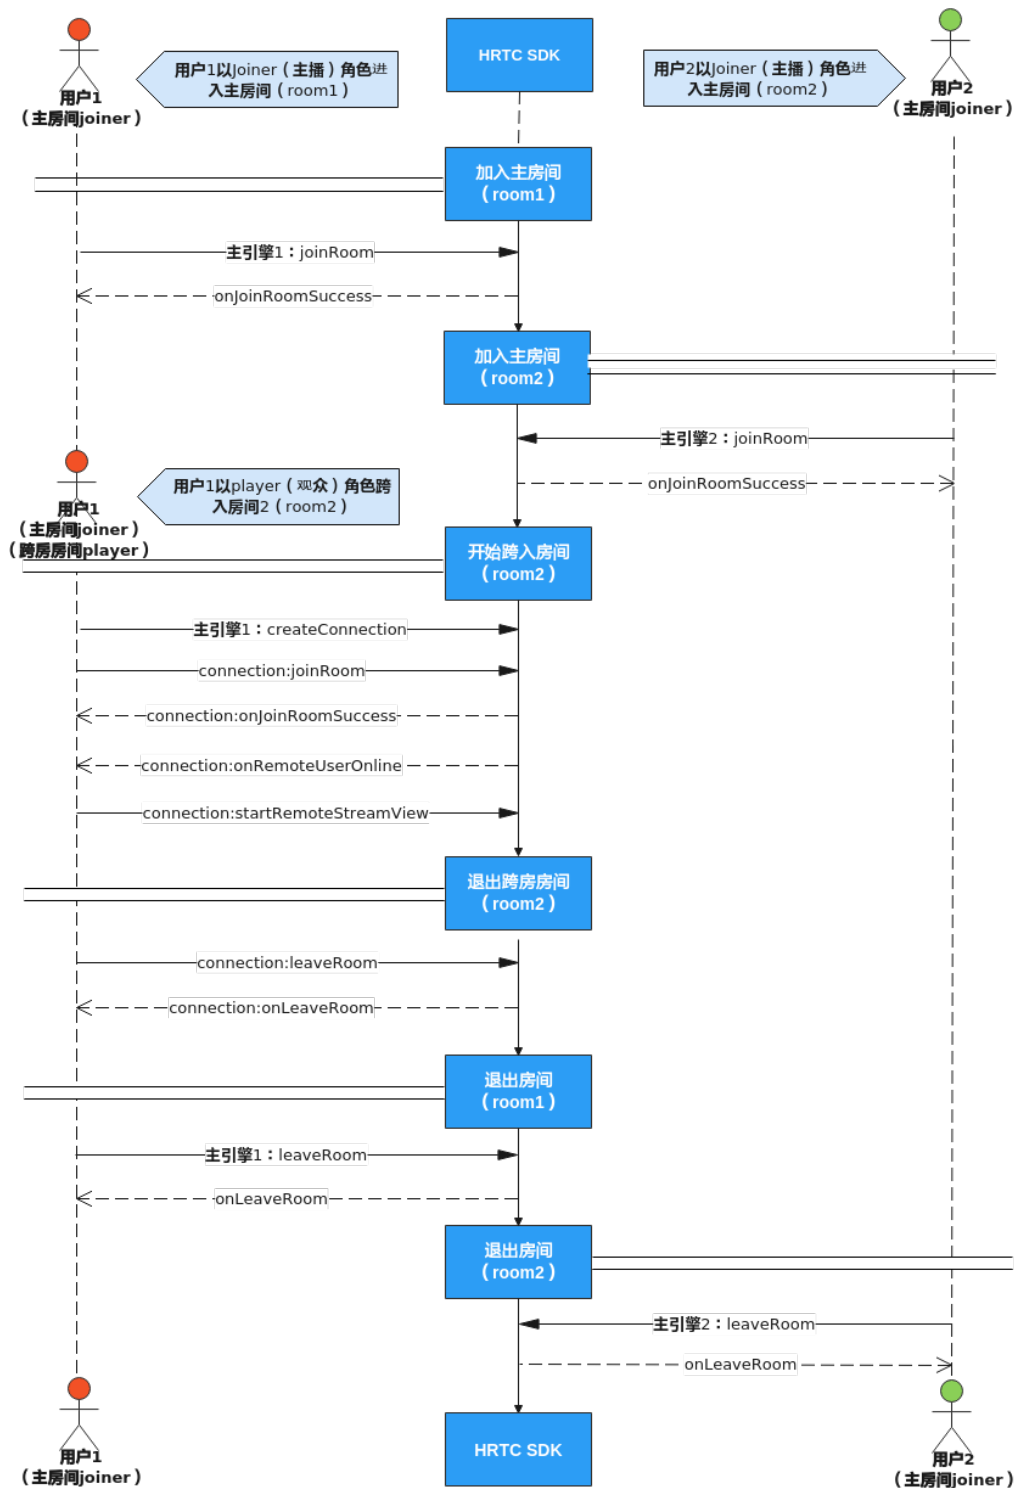 用户1
（主房间joiner）
用户1以Joiner（主播）角色进
入主房间（room1）
HRTC SDK
用户2以Joiner（主播）角色进
入主房间（room2）
用户2
（主房间joiner）
加入主房间
（room1）
主引擎1：joinRoom
onJoinRoomSuccess
加入主房间
（room2）
主引擎2：joinRoom
onJoinRoomSuccess
用户1
（主房间joiner）
（跨房房间player）
用户1以player（观众）角色跨
入房间2（room2）
开始跨入房间
（room2）
主引擎1：createConnection
connection:joinRoom
connection:onJoinRoomSuccess
connection:onRemoteUserOnline
connection:startRemoteStreamView
退出跨房房间
（room2）
connection:leaveRoom
connection:onLeaveRoom
退出房间
（room1）
主引擎1：leaveRoom
onLeaveRoom
退出房间
（room2）
主引擎2：leaveRoom
onLeaveRoom
用户1
（主房间joiner）
HRTC SDK
用户2
（主房间joiner）